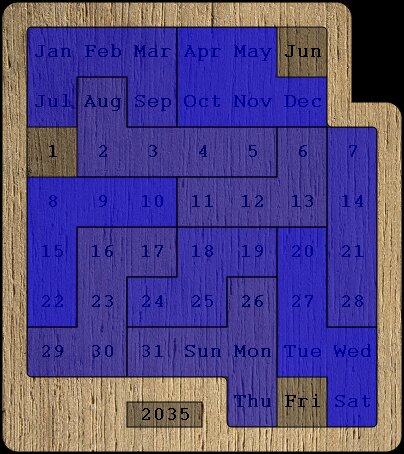 Jan Feb Mar Apr May Jun
Jul Aug Sep Oct Nov Dec
1 2 3 4 5 6 7
8 9 10 11 12 13 14
15 16 17 18 19 20 21
22 23 24 25 26 27 28
29 30 31 Sun Mon Tue Wed
Thu Fri Sat
2035